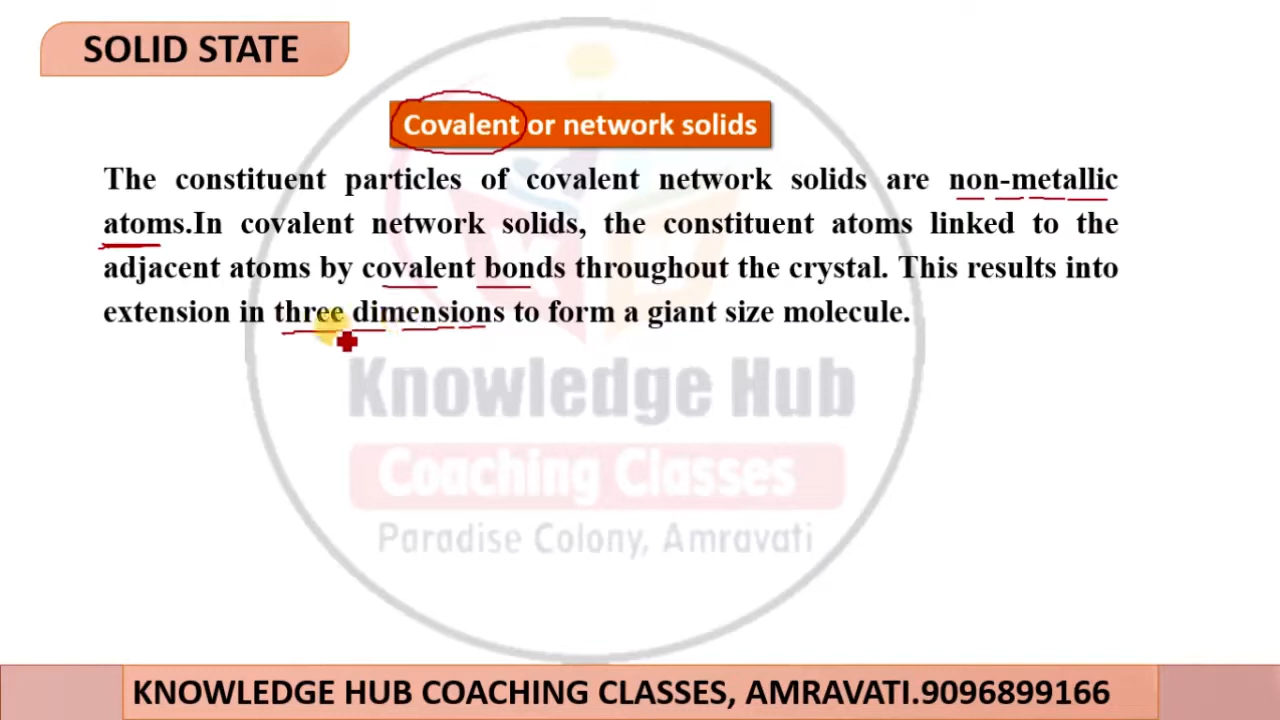 SOLID STATE
Covalent or network solids
The constituent particles of covalent network solids are non-metallic
atoms.In covalent network solids, the constituent atoms linked to the
adjacent atoms by covalent bonds throughout the crystal. This results into
extension in three dimensions to form a giant size molecule.
Knowledge Hub
Coaching Classes
Paradise Colony, Amravati
KNOWLEDGE HUB COACHING CLASSES, AMRAVATI.9096899166